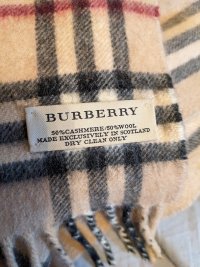 BURBERRY
50%CASHMERE/50%WOOL
MADE EXCLUSIVELY IN SCOTLAND
DRY CLEAN ONLY